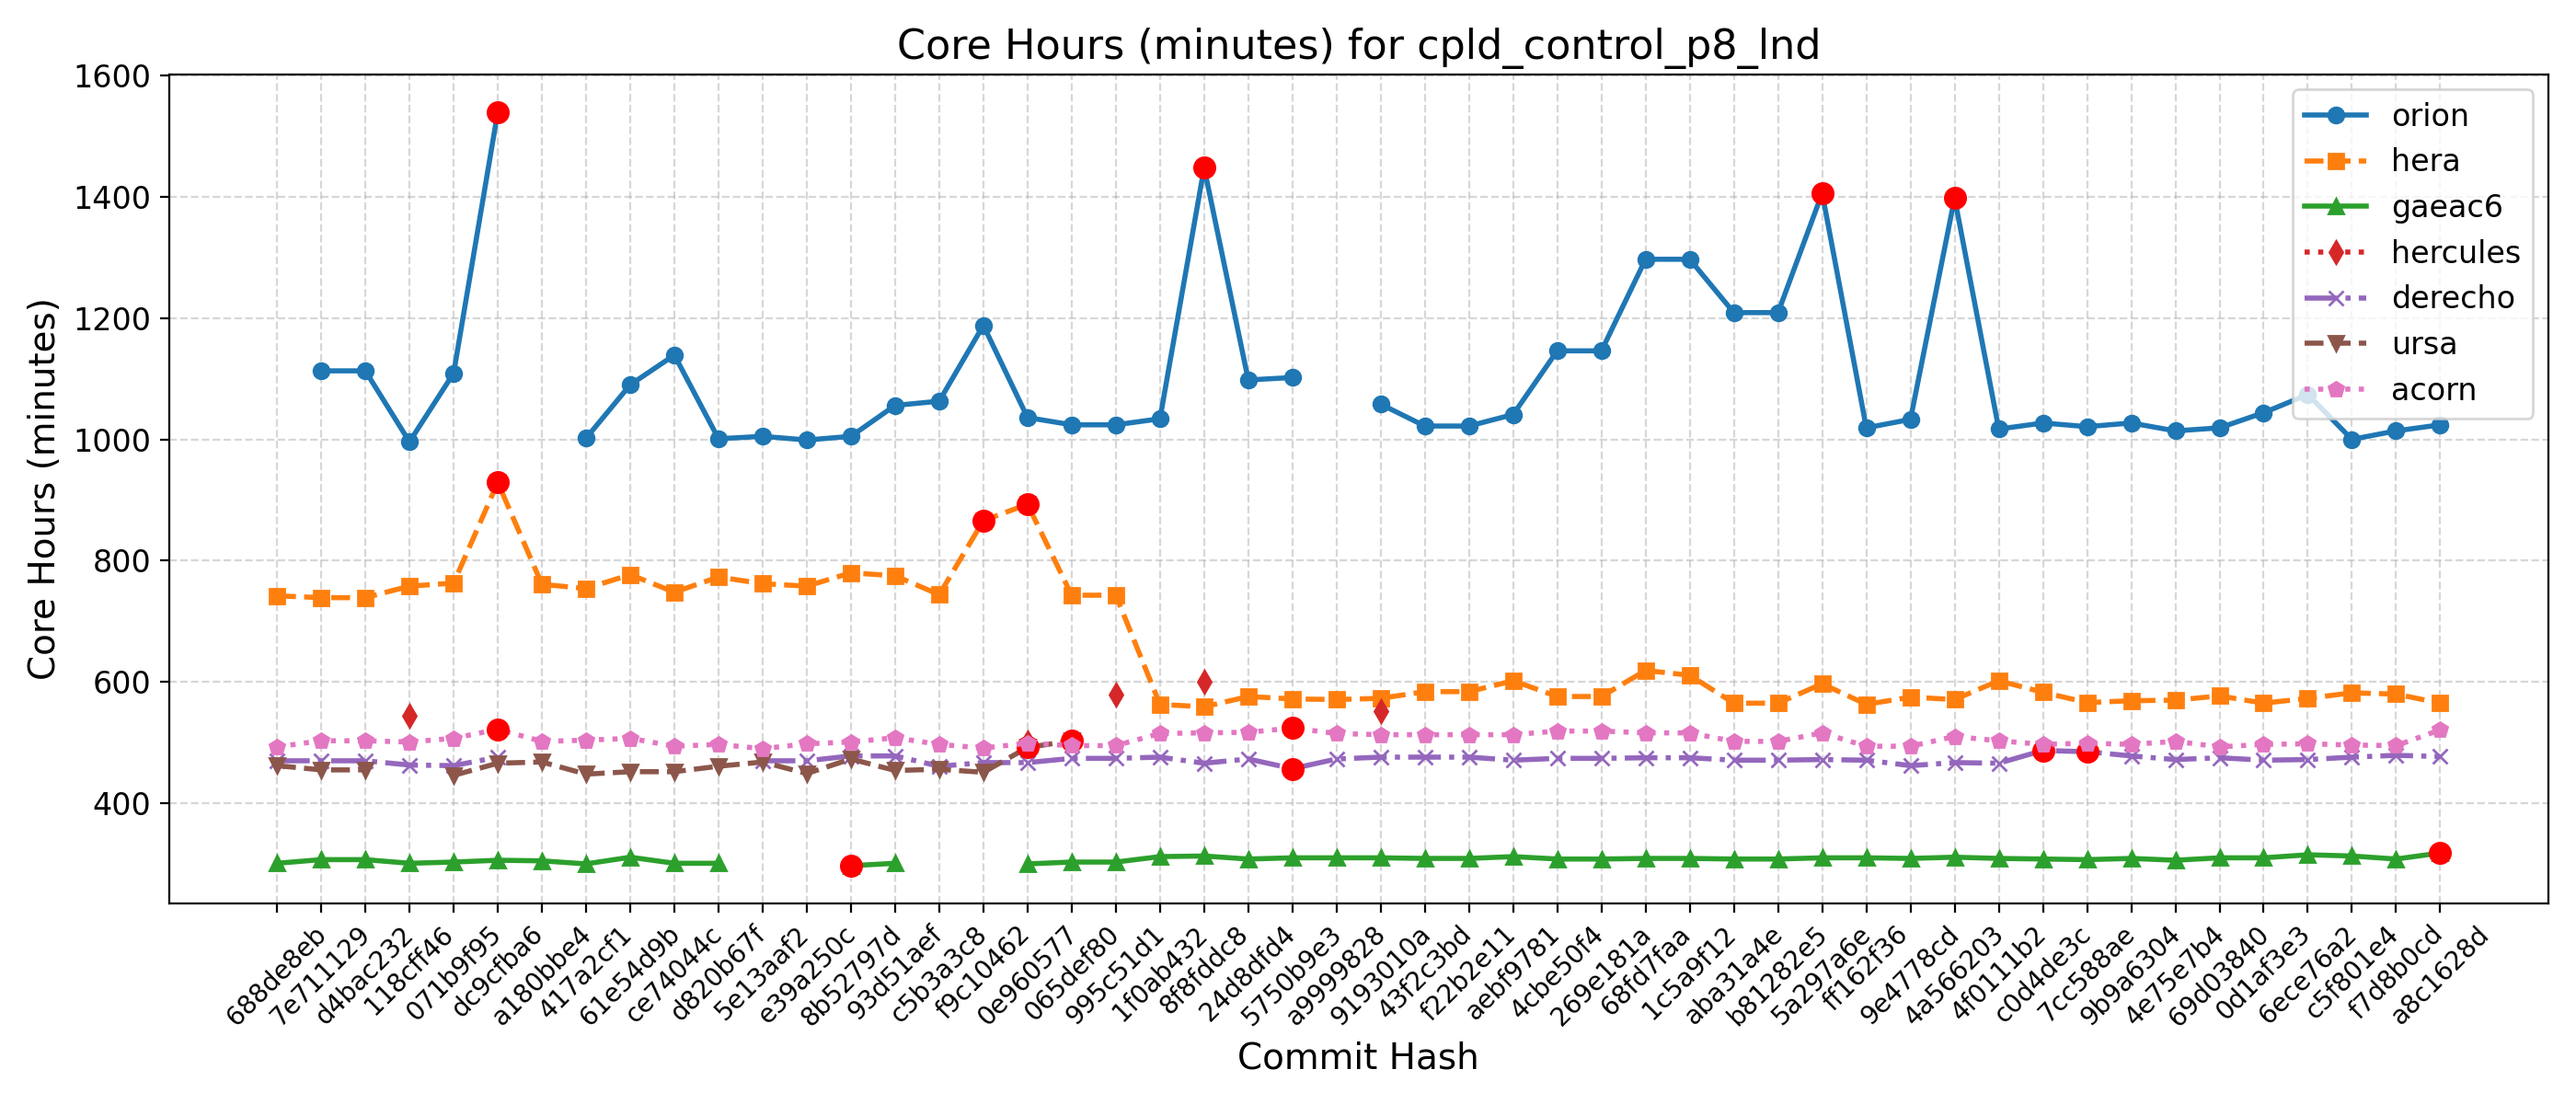 Core Hours (minutes) for cpld_control_p8_lnd
Core Hours (minutes)
1600
1400
1200
1000
800
600
400
orion
hera
gaeac6
hercules
derecho
ursa
acorn
688de8eb
7e711129
d4bac232
118cff46
071b9f95
dc9cfba6
a180bbe4
417a2cf1
61e54d9b
ce74044c
d820b67f
5e13aaf2
e39a250c
8b52797d
93d51aef
c5b3a3c8
f9c10462
0e960577
065def80
995c51d1
1f0ab432
8f8fddc8
24d8dfd4
5750b9e3
a9999828
9193010a
43f2c3bd
f22b2e11
aebf9781
4cbe50f4
269e181a
68fd7faa
1c5a9f12
aba31a4e
b81282e5
5a297a6e
ff162f36
9e4778cd
4a566203
4f0111b2
c0d4de3c
7cc588ae
9b9a6304
4e75e7b4
69d03840
0d1af3e3
6ece76a2
c5f801e4
f7d8b0cd
a8c1628d
Commit Hash